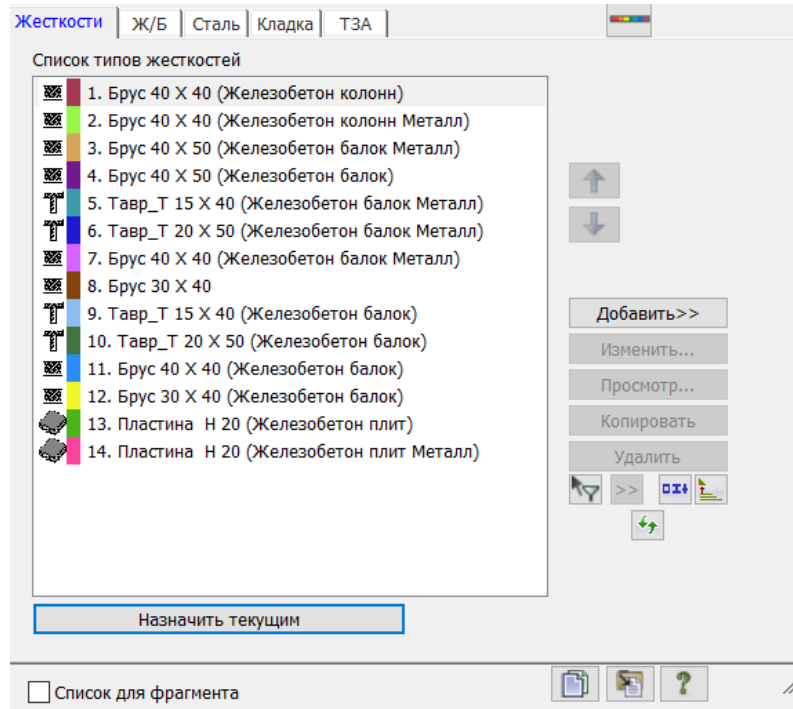 Жесткости Ж/Б Сталь Кладка ТЗА
Список типов жесткостей
1. Брус 40 X 40 (Железобетон колонн)
2. Брус 40 X 40 (Железобетон колонн Металл)
3. Брус 40 X 50 (Железобетон балок Металл)
4. Брус 40 X 50 (Железобетон балок)
5. Тавр_T 15 X 40 (Железобетон балок Металл)
6. Тавр_T 20 X 50 (Железобетон балок Металл)
7. Брус 40 X 40 (Железобетон балок Металл)
8. Брус 30 X 40
9. Тавр_T 15 X 40 (Железобетон балок)
10. Тавр_T 20 X 50 (Железобетон балок)
11. Брус 40 X 40 (Железобетон балок)
12. Брус 30 X 40 (Железобетон балок)
13. Пластина H 20 (Железобетон плит)
14. Пластина H 20 (Железобетон плит Металл)
Добавить>>
Изменить...
Просмотр...
Копировать
Удалить
>>
Назначить текущим
Список для фрагмента
?